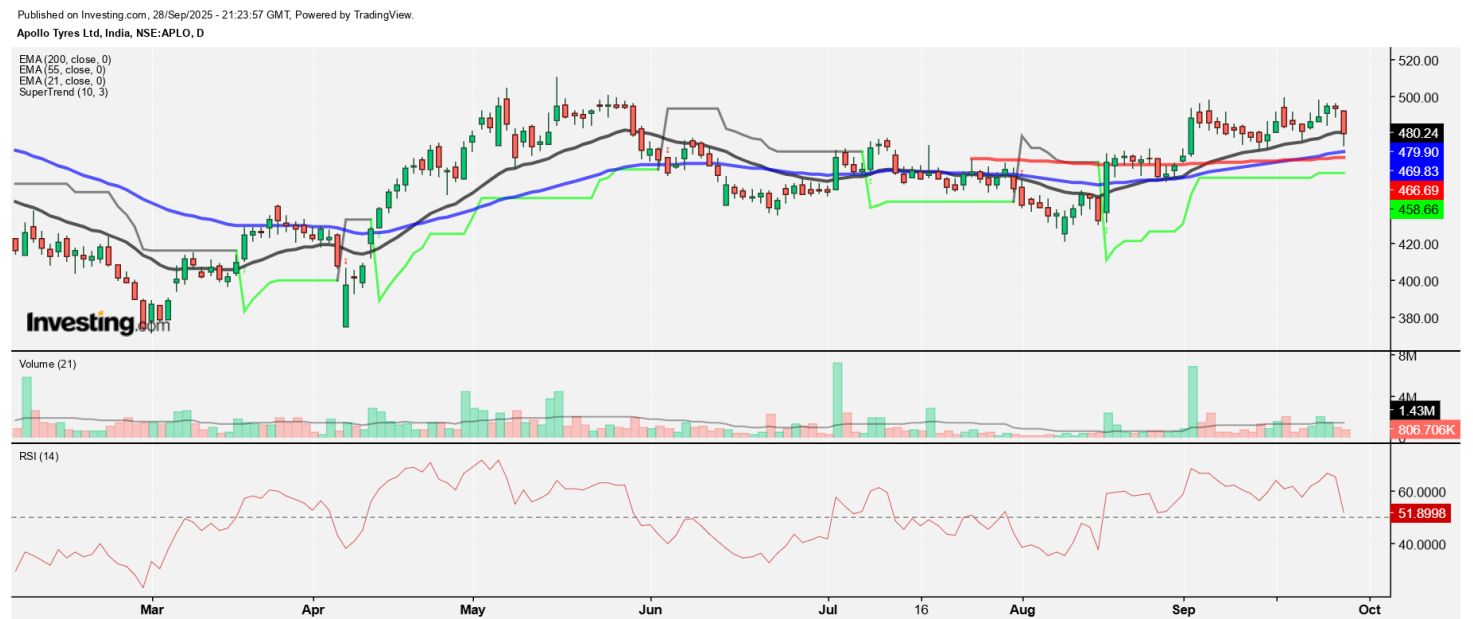 Published on Investing.com, 28/Sep/2025 - 21:23:57 GMT, Powered by TradingView.
Apollo Tyres Ltd, India, NSE:APLO, D
EMA (200, close, 0)
EMA (55, close, 0)
EMA (21, close, 0)
SuperTrend (10, 3)
520.00
500.00
480.24
479.90
469.83
466.69
458.66
420.00
400.00
380.00
Investing.com
Volume (21)
8M
4M
1.43M
806.706K
0
RSI (14)
60.0000
51.8998
40.0000
Mar Apr May Jun Jul 16 Aug Sep Oct